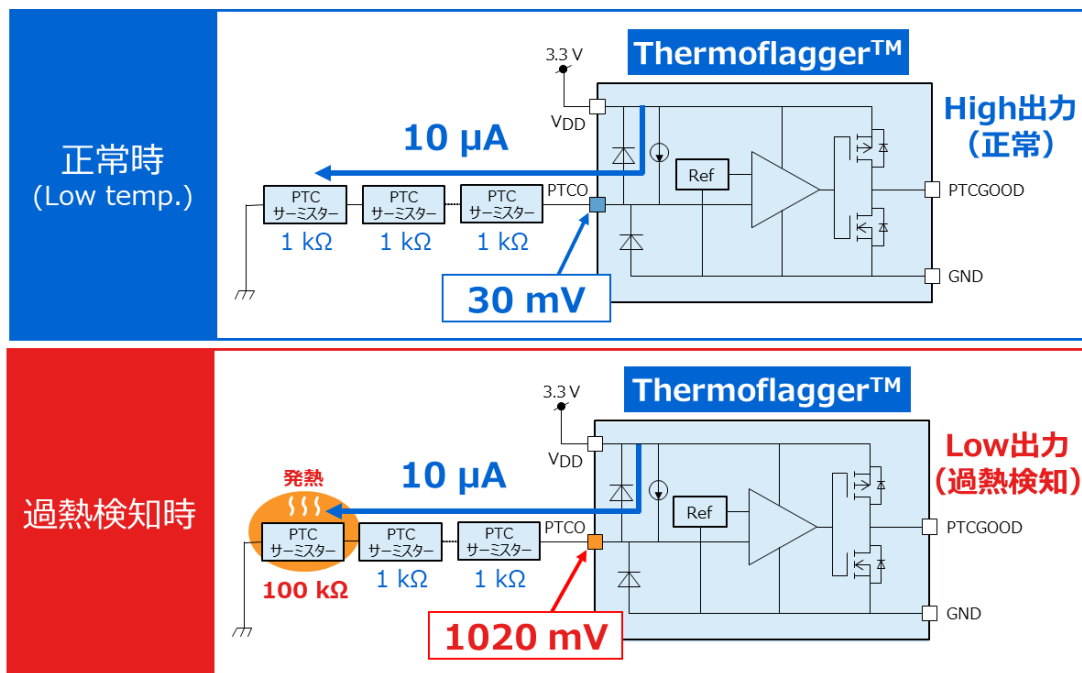 正常時
(Low temp.)
Thermoflagger™
3.3 V
VDD
High出力
(正常)
10 µA
Ref
PTCO
PTCGOOD
PTC
サーミスター
PTC
サーミスター
PTC
サーミスター
1 kΩ
1 kΩ
1 kΩ
GND
30 mV
過熱検知時
Thermoflagger™
3.3 V
VDD
Low出力
(過熱検知)
発熱
10 µA
Ref
PTCO
PTCGOOD
PTC
サーミスター
PTC
サーミスター
PTC
サーミスター
100 kΩ
1 kΩ
1 kΩ
GND
1020 mV